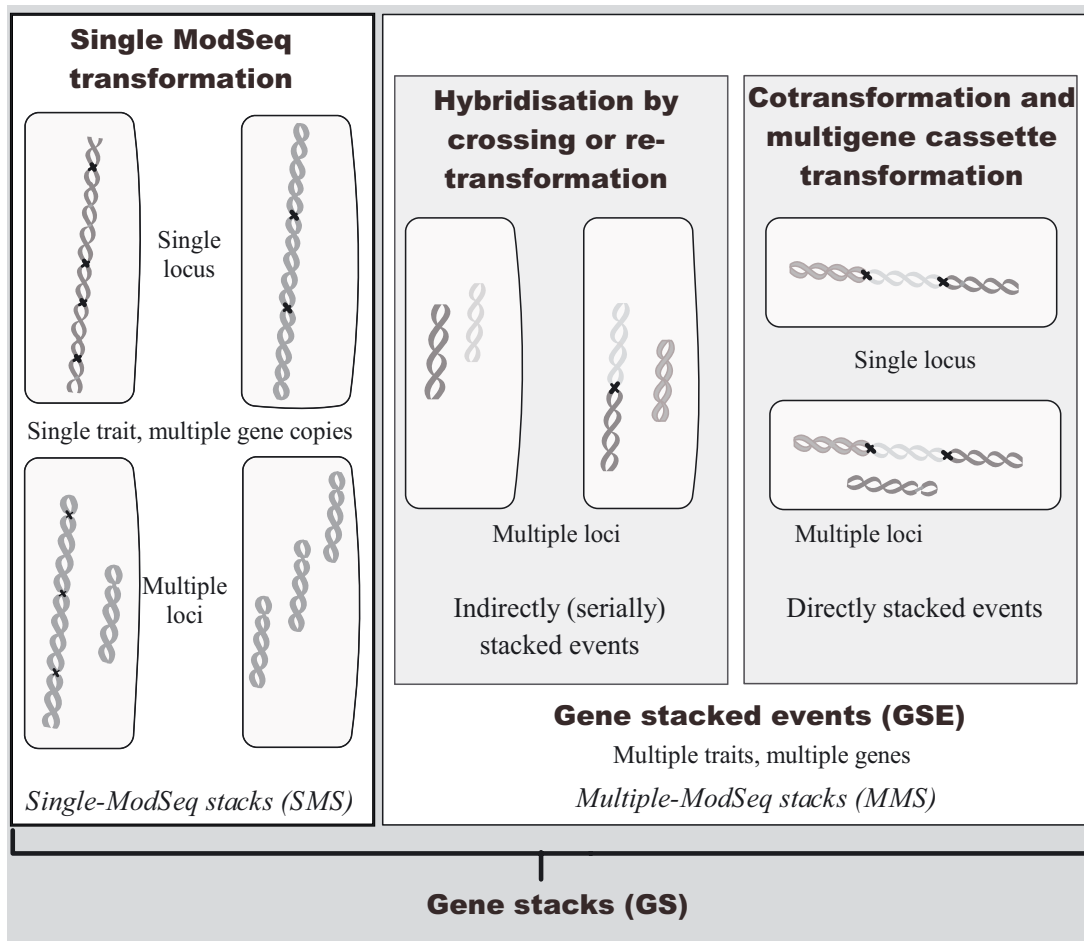 Single ModSeq
transformation
Single
locus
Single trait, multiple gene copies
Multiple
loci
Single-ModSeq stacks (SMS)
Hybridisation by
crossing or re-
transformation
Multiple loci
Indirectly (serially)
stacked events
Cotransformation and
multigene cassette
transformation
Single locus
Multiple loci
Directly stacked events
Gene stacked events (GSE)
Multiple traits, multiple genes
Multiple-ModSeq stacks (MMS)
Gene stacks (GS)